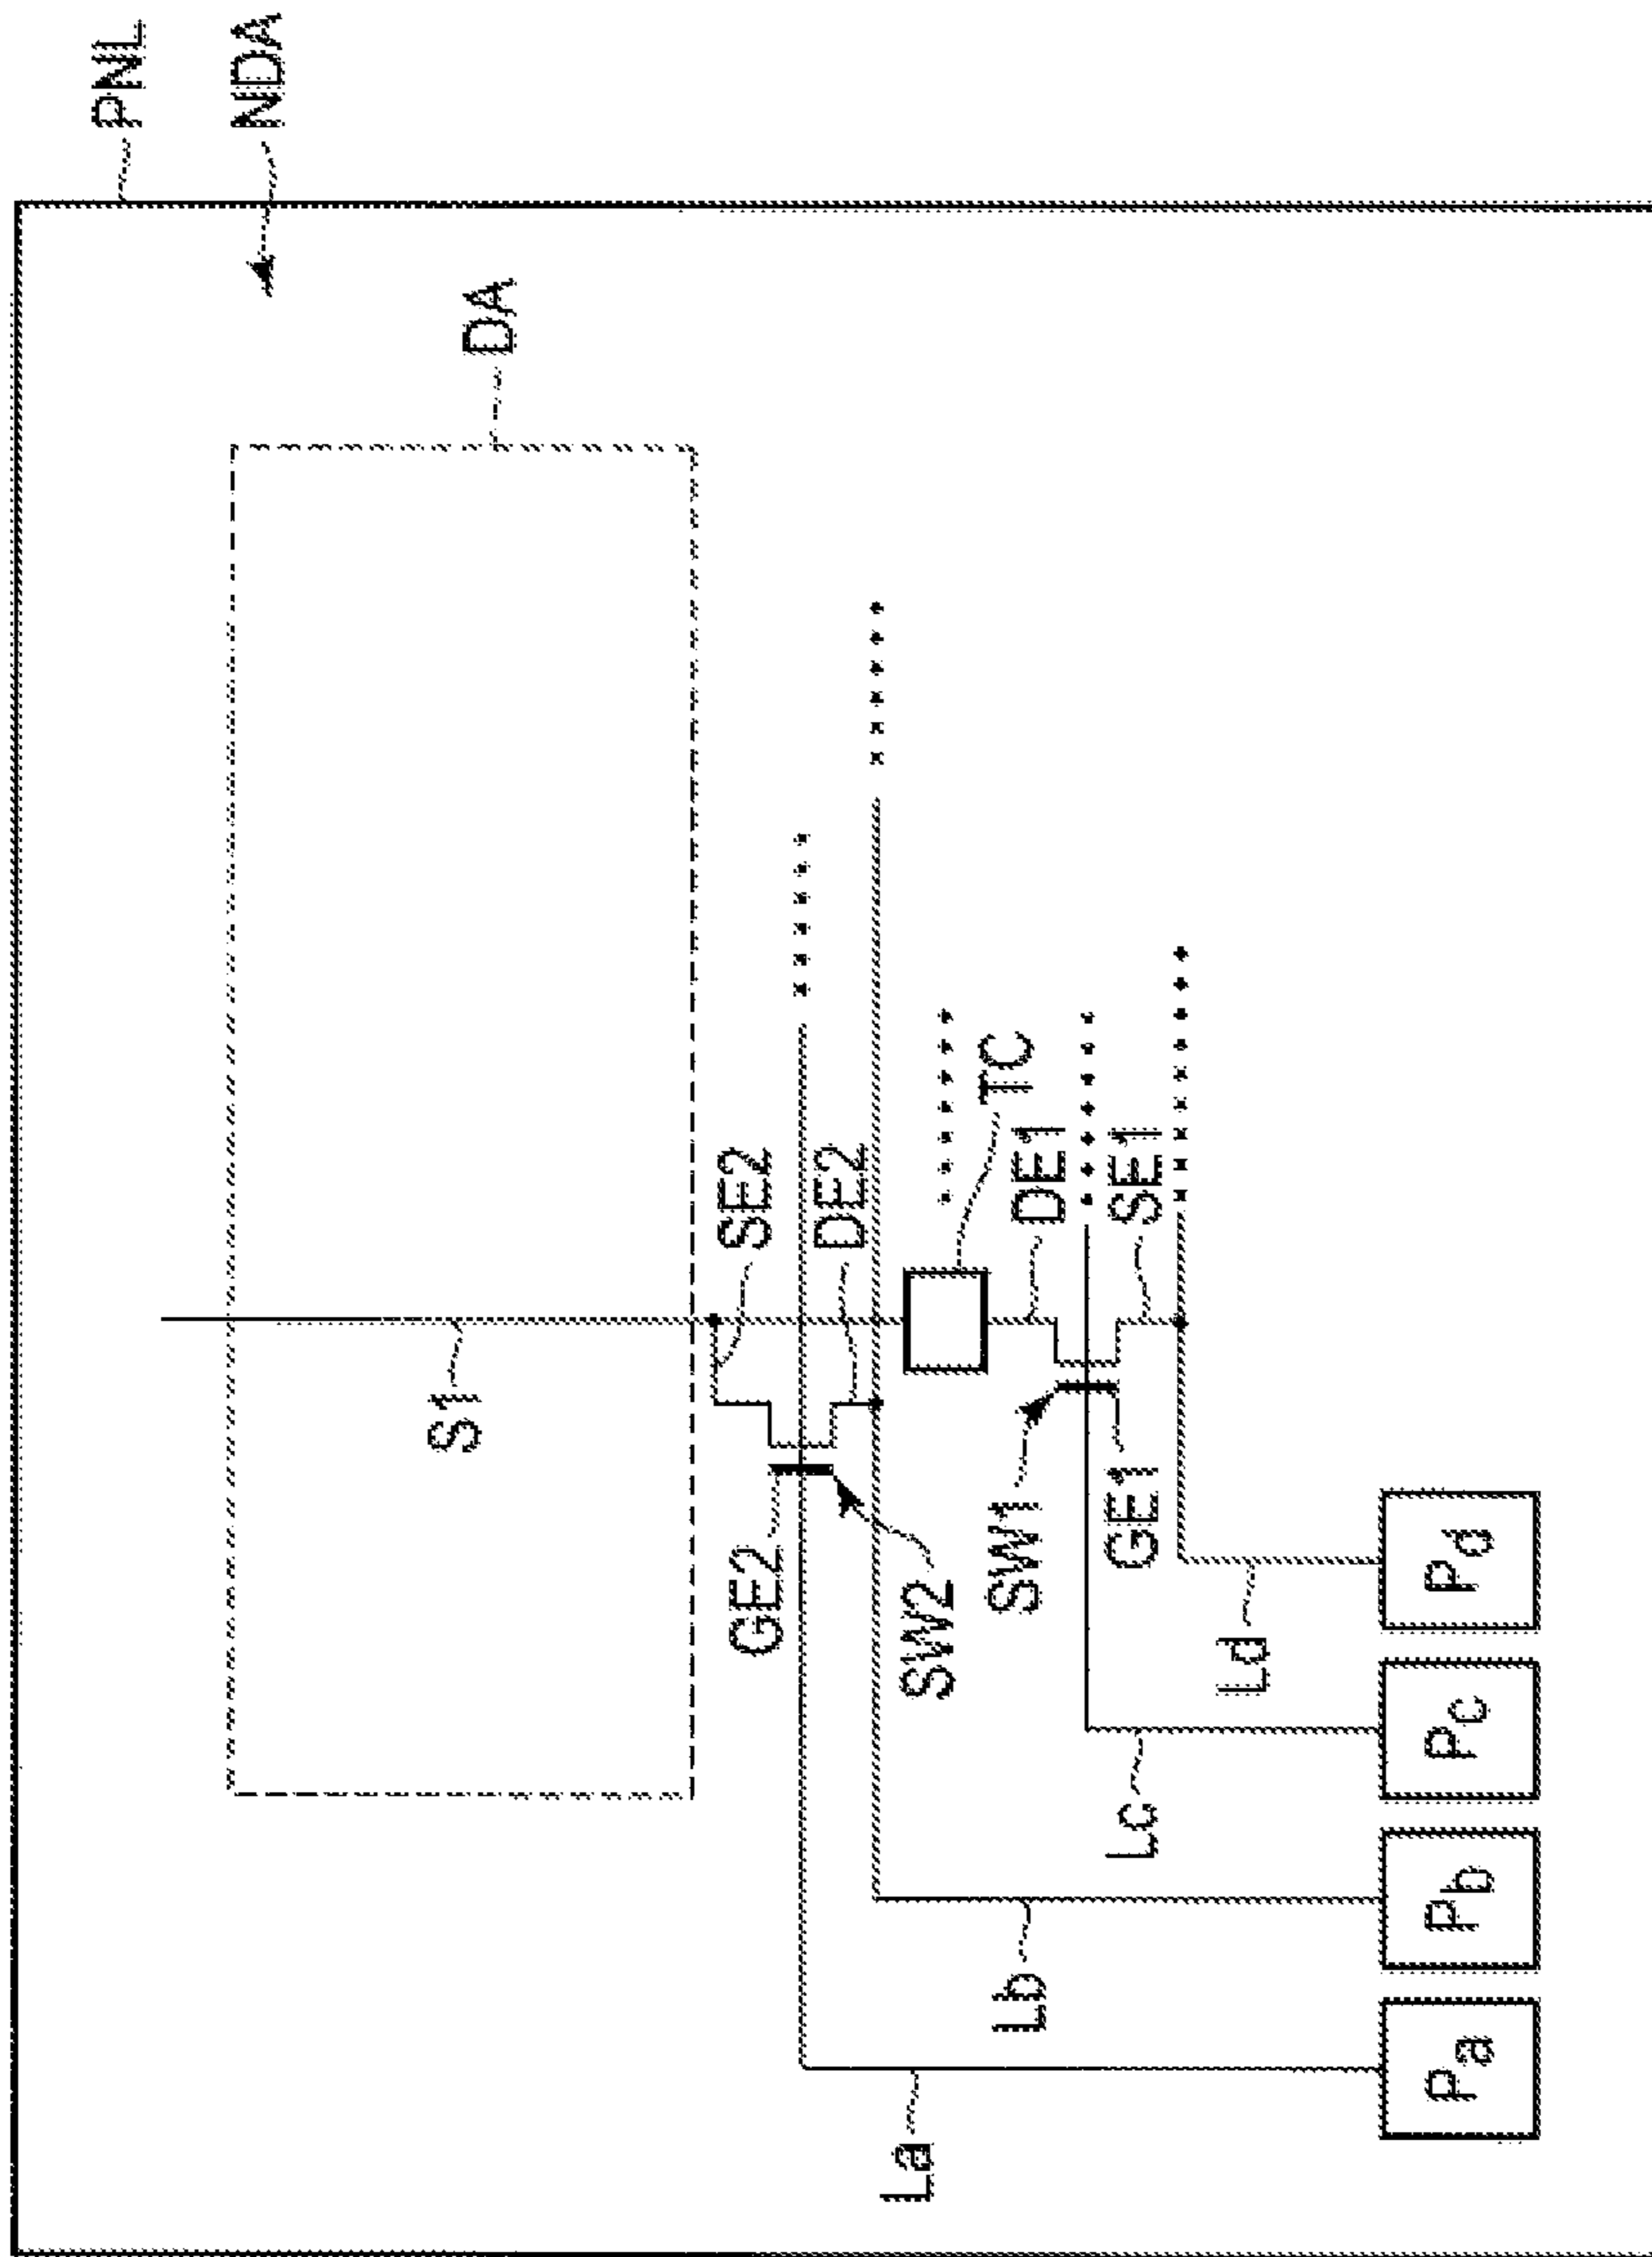 PNL
NDA
DA
S1
SE2
DE2
GE2
SW2
TC
DE1
SE1
SW1
GE1
La
Lb
Lc
Ld
Pa
Pb
Pc
Pd